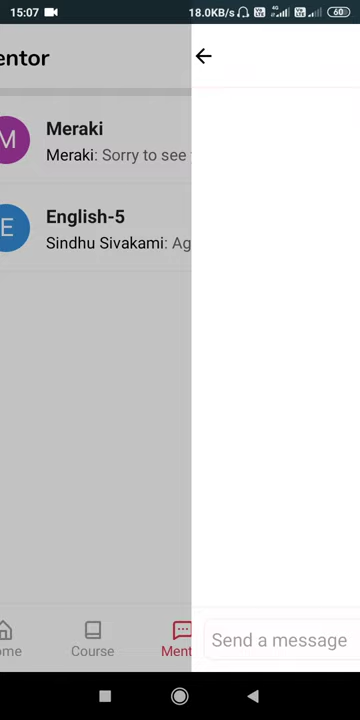 15:07 18.0KB/s 4G 60
entor
M Meraki
Meraki: Sorry to see
E English-5
Sindhu Sivakami: Ag
ome Course Ment
Send a message